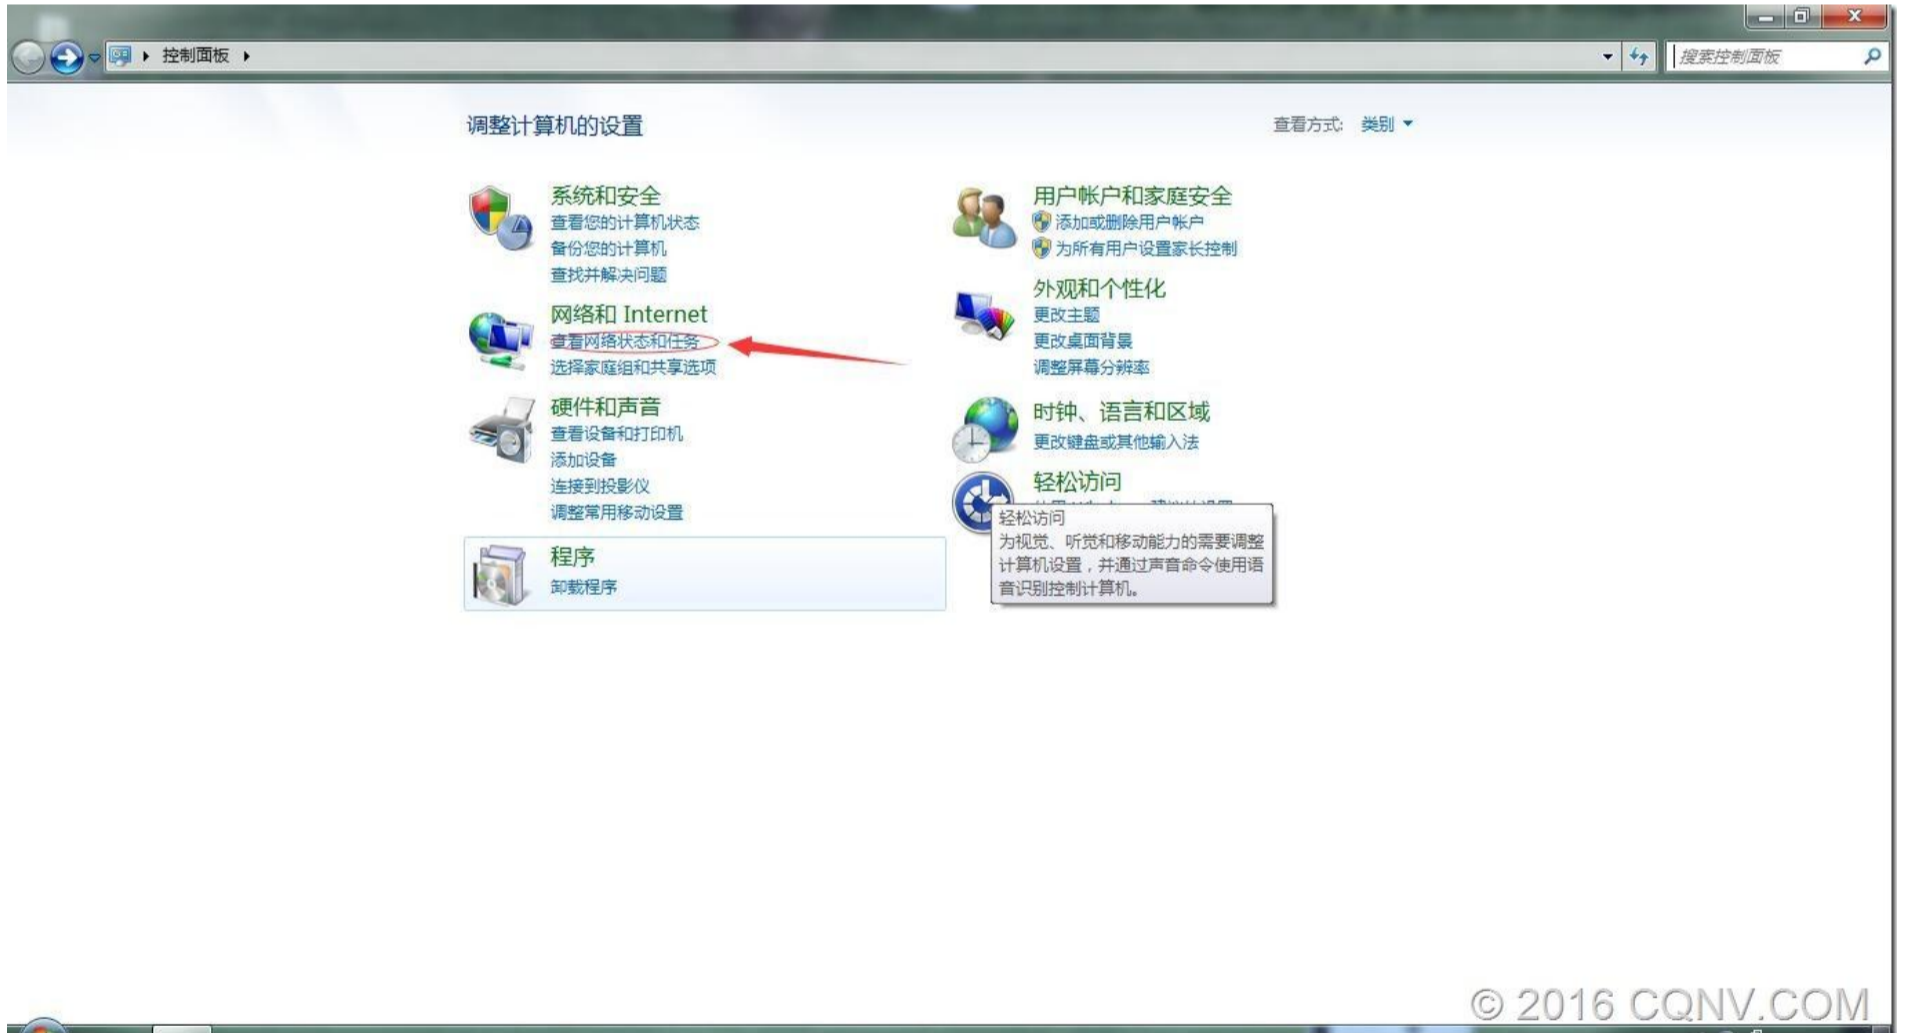 控制面板
搜索控制面板
调整计算机的设置
查看方式: 类别
系统和安全
查看您的计算机状态
备份您的计算机
查找并解决问题
网络和 Internet
查看网络状态和任务
选择家庭组和共享选项
硬件和声音
查看设备和打印机
添加设备
连接到投影仪
调整常用移动设置
程序
卸载程序
用户帐户和家庭安全
添加或删除用户帐户
为所有用户设置家长控制
外观和个性化
更改主题
更改桌面背景
调整屏幕分辨率
时钟、语言和区域
更改键盘或其他输入法
轻松访问
轻松访问
为视觉、听觉和移动能力的需要调整
计算机设置，并通过声音命令使用语
音识别控制计算机。
© 2016 CQNV.COM